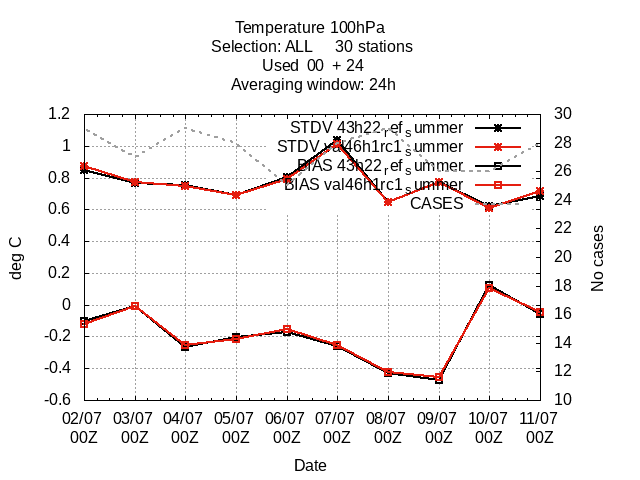 Temperature 100hPa
Selection: ALL 30 stations
Used 00 + 24
Averaging window: 24h
1.2
1
0.8
0.6
0.4
0.2
0
-0.2
-0.4
-0.6
deg C
30
28
26
24
22
20
18
16
14
12
10
No cases
STDV 43h22refsummer
STDV val46h1rc1summer
BIAS 43h22refsummer
BIAS val46h1rc1summer
CASES
02/07 03/07 04/07 05/07 06/07 07/07 08/07 09/07 10/07 11/07
00Z 00Z 00Z 00Z 00Z 00Z 00Z 00Z 00Z 00Z
Date